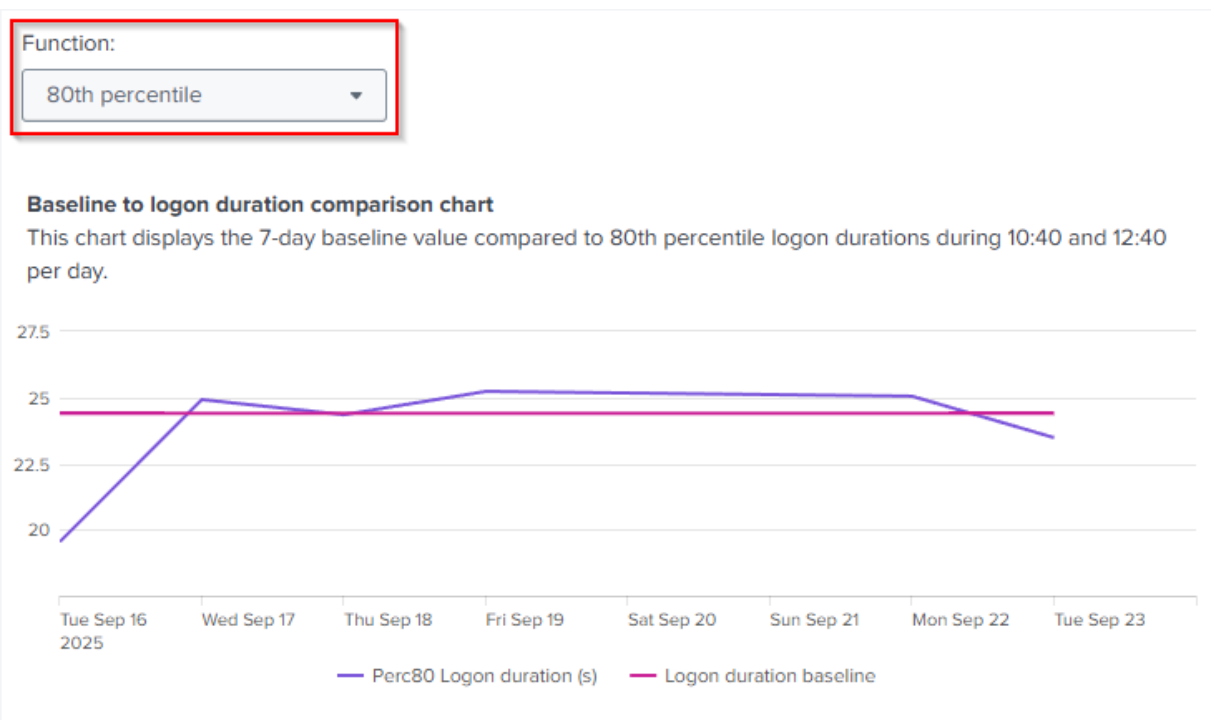 Function:
80th percentile
Baseline to logon duration comparison chart
This chart displays the 7-day baseline value compared to 80th percentile logon durations during 10:40 and 12:40
per day.
27.5
25
22.5
20
Tue Sep 16 Wed Sep 17 Thu Sep 18 Fri Sep 19 Sat Sep 20 Sun Sep 21 Mon Sep 22 Tue Sep 23
2025
Perc80 Logon duration (s) Logon duration baseline